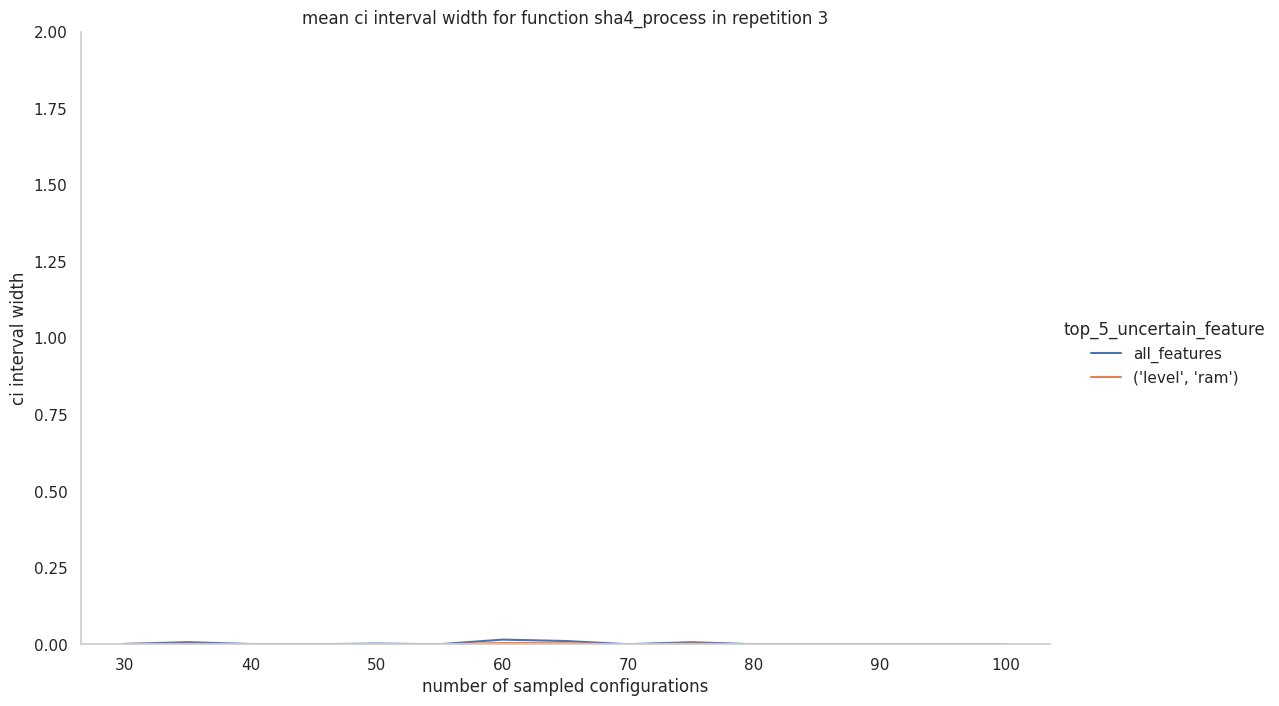 mean ci interval width for function sha4_process in repetition 3
2.00
1.75
1.50
1.25
1.00
0.75
0.50
0.25
0.00
ci interval width
30 40 50 60 70 80 90 100
number of sampled configurations
top_5_uncertain_feature
all_features
('level', 'ram')